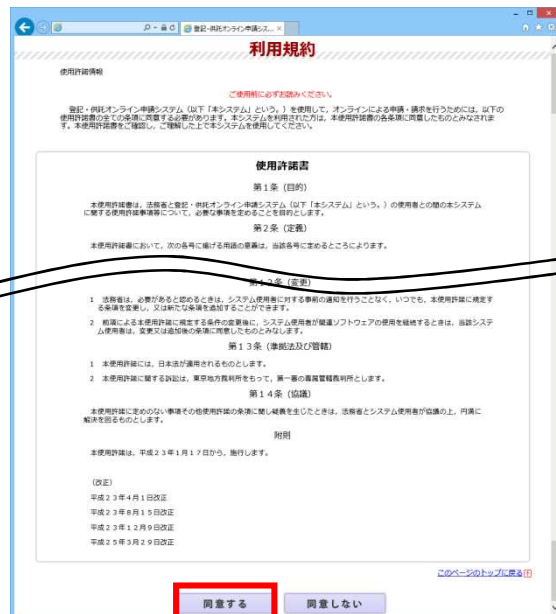 登記-供託オンライン申請シス...
利用規約
使用許諾情報
ご使用前に必ずお読みください。
登記・供託オンライン申請システム（以下「本システム」という。）を使用して、オンラインによる申請・請求を行うためには、以下の
使用許諾書の全ての条項に同意する必要があります。本システムを利用された方は、本使用許諾書の各条項に同意したものとみなされま
す。本使用許諾書をご確認し、ご理解した上で本システムを使用してください。
使用許諾書
第１条（目的）
本使用許諾書は、法務省と登記・供託オンライン申請システム（以下「本システム」という。）の使用者との間の本システム
に関する使用許諾事項等について、必要な事項を定めることを目的とします。
第２条（定義）
本使用許諾書において、次の各号に掲げる用語の意義は、当該各号に定めるところによります。
第１２条（変更）
１　法務省は、必要があると認めるときは、システム使用者に対する事前の通知を行うことなく、いつでも、本使用許諾に規定す
る条項を変更し、又は新たな条項を追加することができます。
２　前項による本使用許諾に規定する条件の変更後に、システム使用者が関連ソフトウェアの使用を継続するときは、当該システ
ム使用者は、変更又は追加後の条項に同意したものとみなします。
第１３条（準拠法及び管轄）
１　本使用許諾には、日本法が適用されるものとします。
２　本使用許諾に関する訴訟は、東京地方裁判所をもって、第一審の専属管轄裁判所とします。
第１４条（協議）
本使用許諾に定めのない事項その他使用許諾の条項に関し疑義を生じたときは、法務省とシステム使用者が協議の上、円満に
解決を図るものとします。
附則
本使用許諾は、平成２３年１月１７日から、施行します。
（改正）
平成２３年４月１日改正
平成２３年８月１５日改正
平成２３年１２月９日改正
平成２５年３月２９日改正
このページのトップに戻る
同意する　同意しない